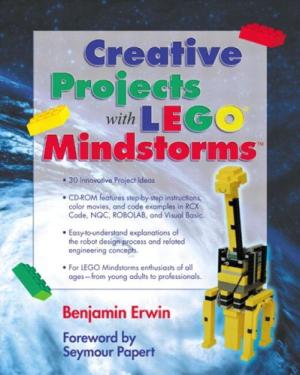 Creative
Projects
with LEGO®
Mindstorms™
• 30 Innovative Project Ideas
• CD-ROM features step-by-step instructions,
color movies, and code examples in RCX
Code, NQC, ROBOLAB, and Visual Basic.
• Easy-to-understand explanations of
the robot design process and related
engineering concepts.
• For LEGO Mindstorms enthusiasts of all
ages—from young adults to professionals.
Benjamin Erwin
Foreword by
Seymour Papert